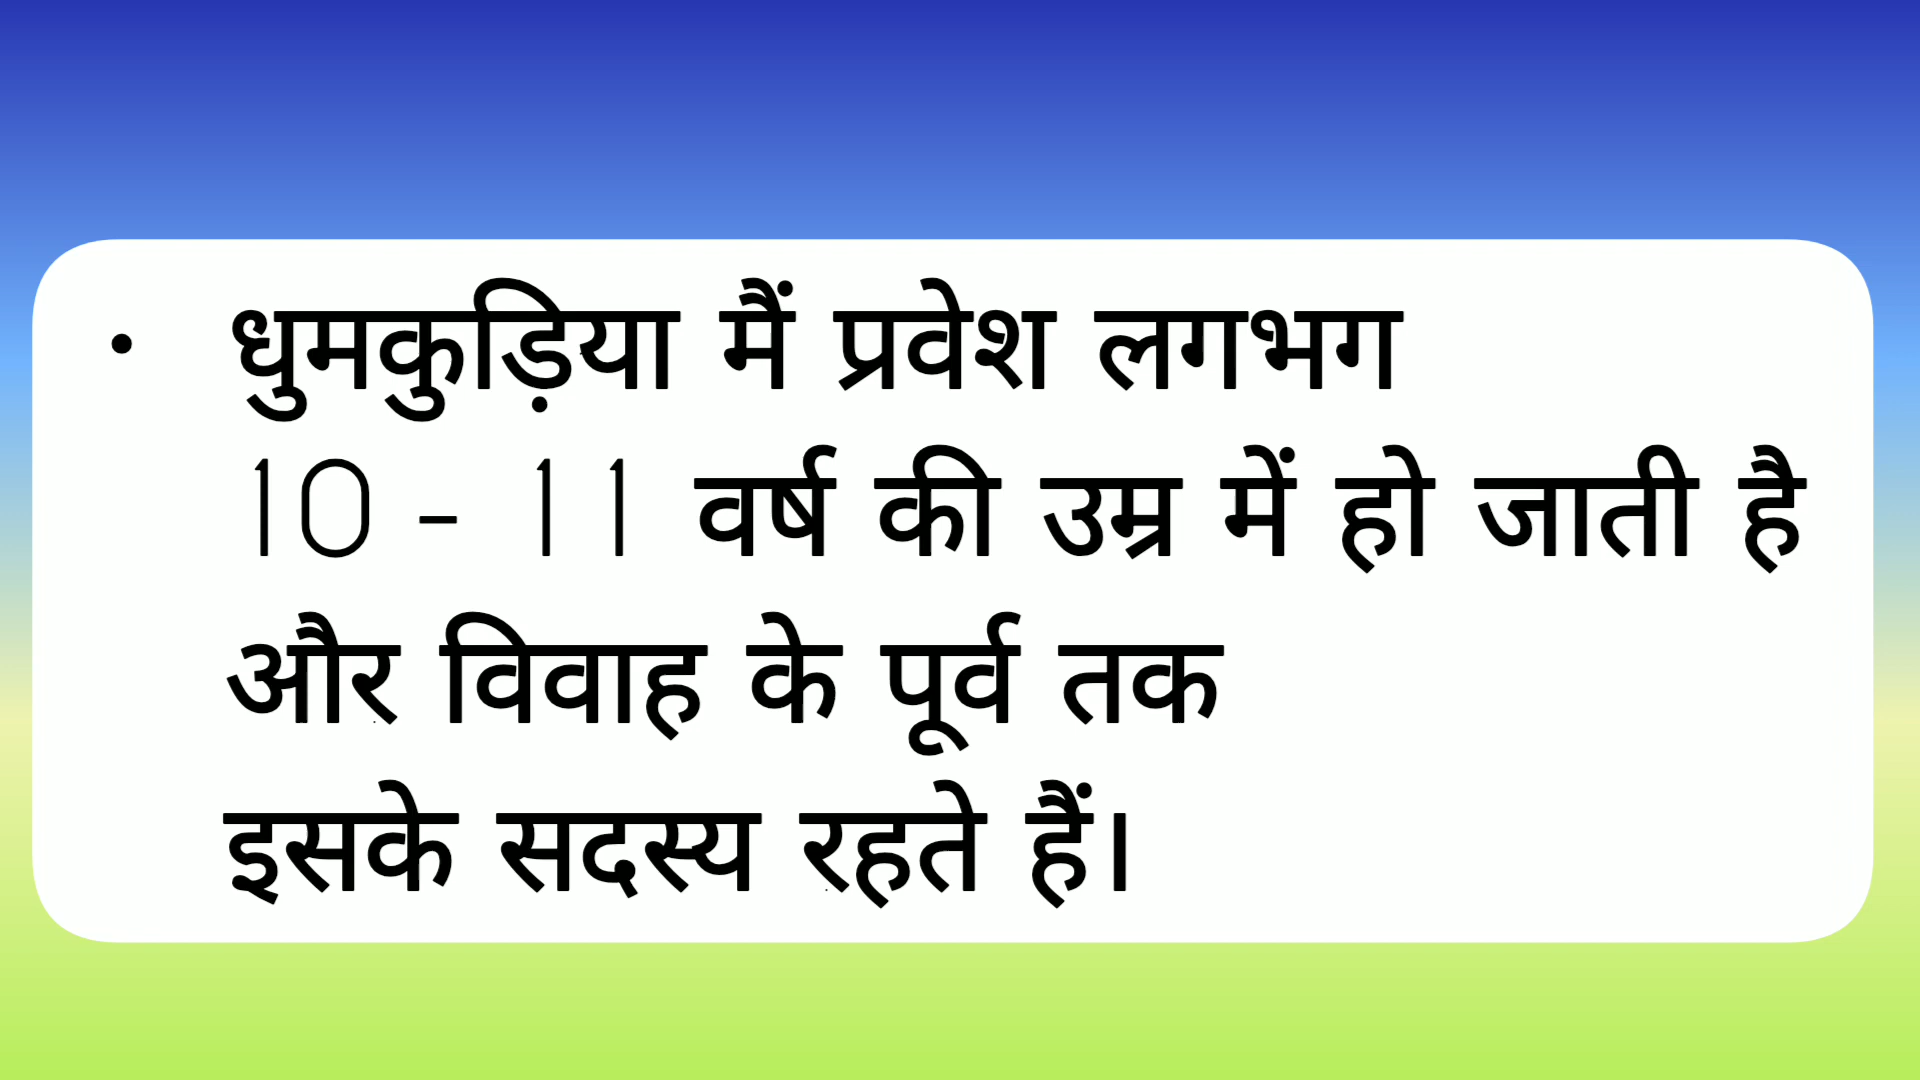 • धुमकुड़िया मैं प्रवेश लगभग
10 - 11 वर्ष की उम्र में हो जाती है
और विवाह के पूर्व तक
इसके सदस्य रहते हैं।